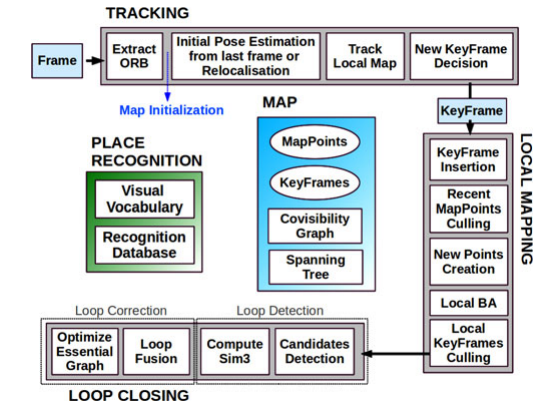 TRACKING
Frame
Extract
ORB
Initial Pose Estimation
from last frame or
Relocalisation
Track
Local Map
New KeyFrame
Decision
Map Initialization
KeyFrame
MAP
MapPoints
KeyFrames
Covisibility
Graph
Spanning
Tree
PLACE
RECOGNITION
Visual
Vocabulary
Recognition
Database
LOCAL MAPPING
KeyFrame
Insertion
Recent
MapPoints
Culling
New Points
Creation
Local BA
Local
KeyFrames
Culling
Loop Correction
Loop Detection
Optimize
Essential
Graph
Loop
Fusion
Compute
Sim3
Candidates
Detection
LOOP CLOSING